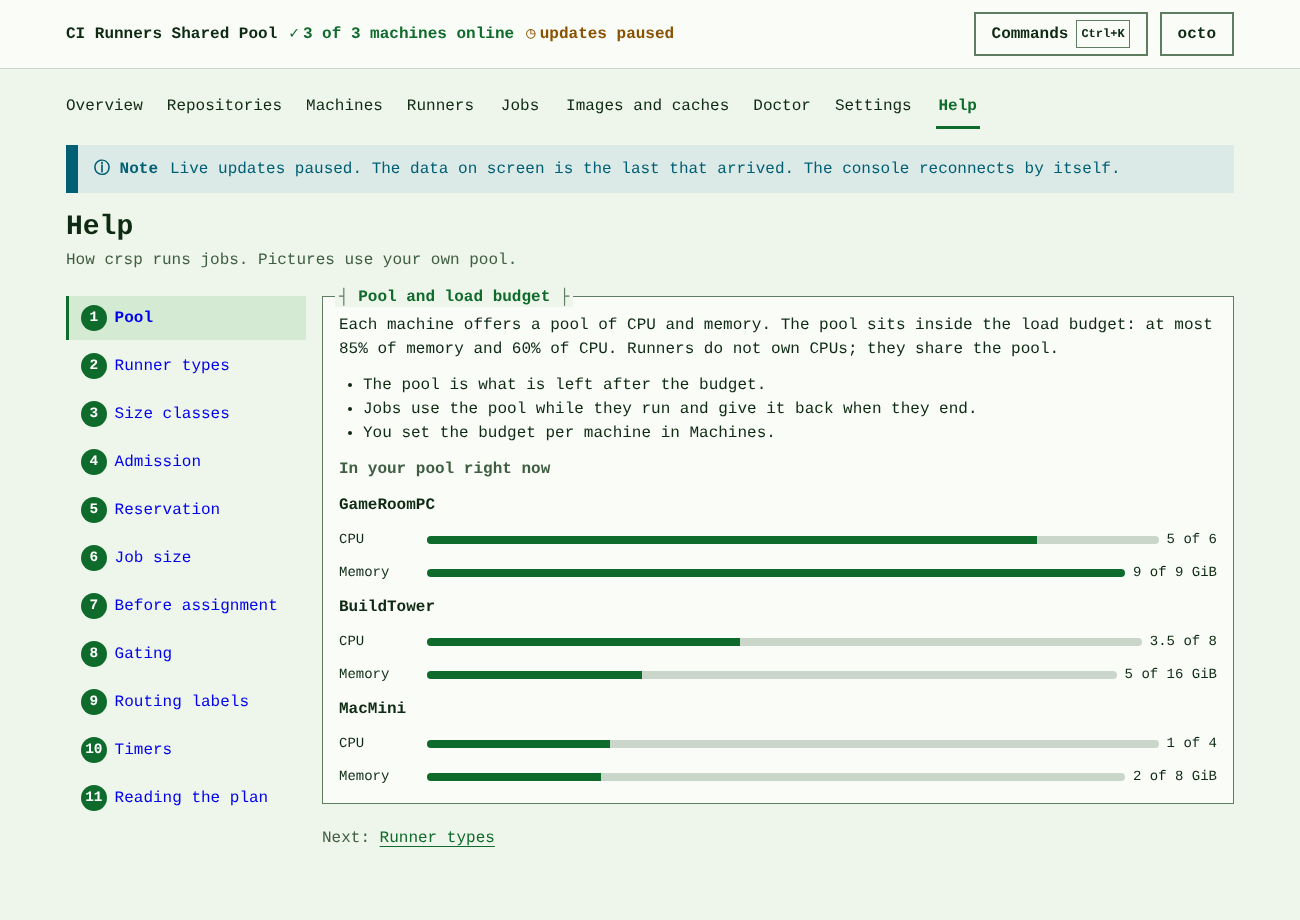 CI Runners Shared Pool ✓ 3 of 3 machines online ◷ updates paused Commands Ctrl+K octo
Overview Repositories Machines Runners Jobs Images and caches Doctor Settings Help
ⓘ Note Live updates paused. The data on screen is the last that arrived. The console reconnects by itself.
Help
How crsp runs jobs. Pictures use your own pool.
1 Pool
2 Runner types
3 Size classes
4 Admission
5 Reservation
6 Job size
7 Before assignment
8 Gating
9 Routing labels
10 Timers
11 Reading the plan
Pool and load budget
Each machine offers a pool of CPU and memory. The pool sits inside the load budget: at most
85% of memory and 60% of CPU. Runners do not own CPUs; they share the pool.
• The pool is what is left after the budget.
• Jobs use the pool while they run and give it back when they end.
• You set the budget per machine in Machines.
In your pool right now
GameRoomPC
CPU 5 of 6
Memory 9 of 9 GiB
BuildTower
CPU 3.5 of 8
Memory 5 of 16 GiB
MacMini
CPU 1 of 4
Memory 2 of 8 GiB
Next: Runner types